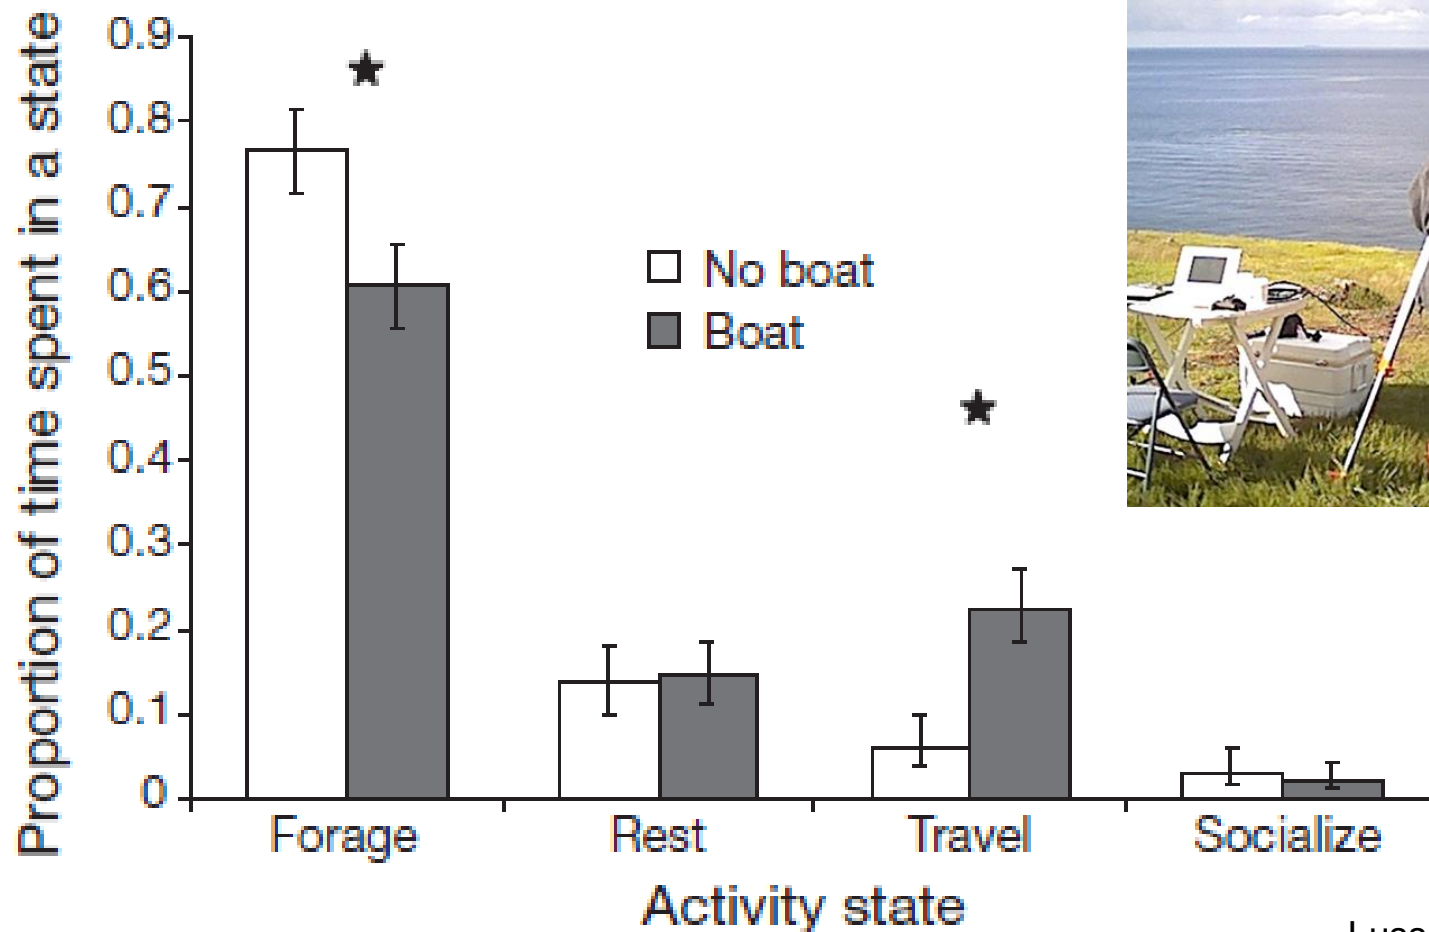 Proportion of time spent in a state
0.9
0.8
0.7
0.6
0.5
0.4
0.3
0.2
0.1
0
No boat
Boat
Forage Rest Travel Socialize
Activity state